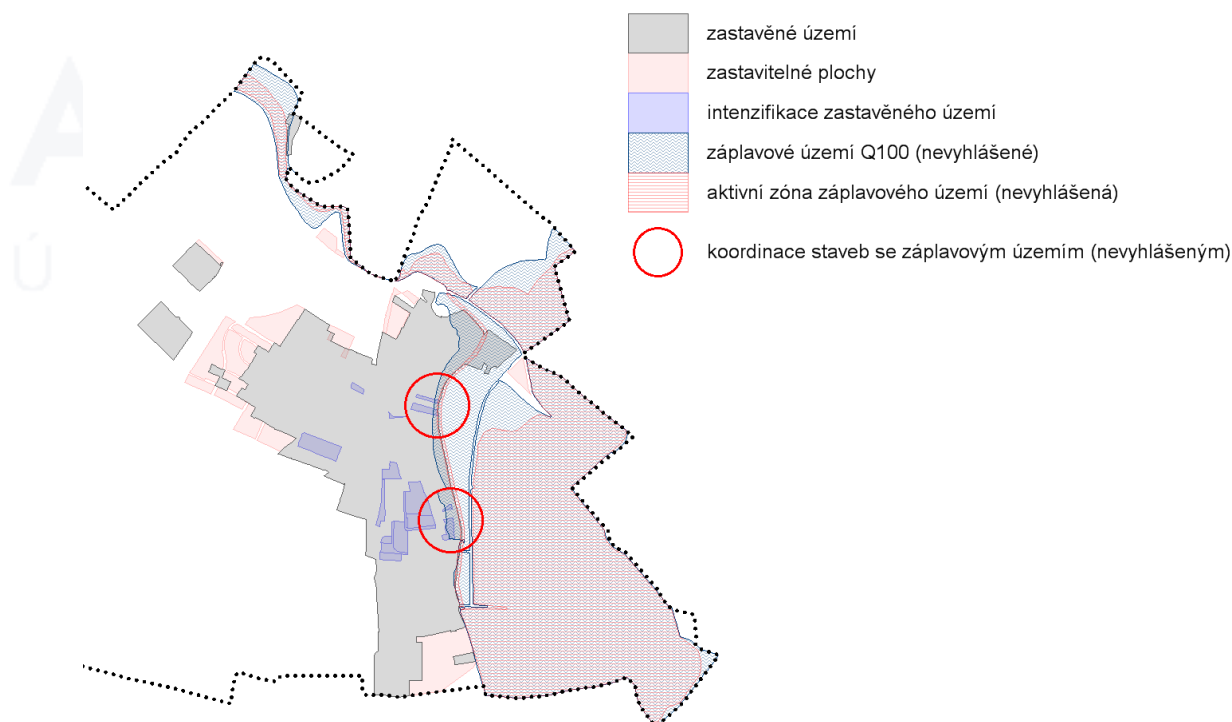 A
Ú
zastavěné území
zastavitelné plochy
intenzifikace zastavěného území
záplavové území Q100 (nevyhlášené)
aktivní zóna záplavového území (nevyhlášená)
koordinace staveb se záplavovým územím (nevyhlášeným)